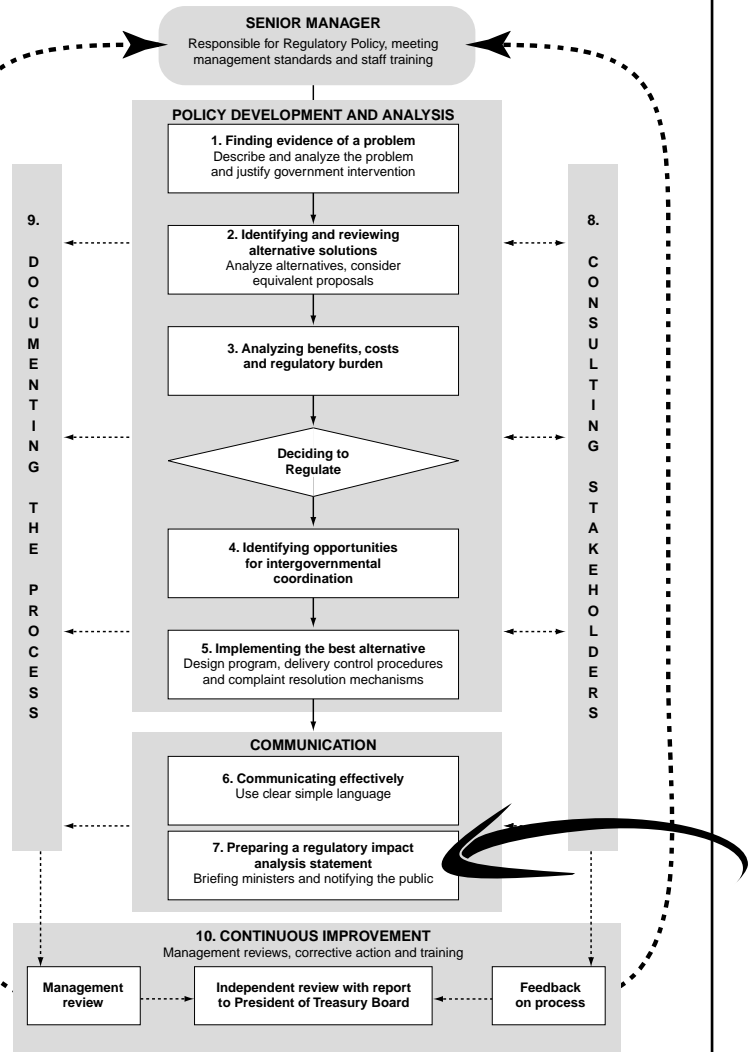 SENIOR MANAGER
Responsible for Regulatory Policy, meeting
management standards and staff training
POLICY DEVELOPMENT AND ANALYSIS
1. Finding evidence of a problem
Describe and analyze the problem
and justify government intervention
2. Identifying and reviewing
alternative solutions
Analyze alternatives, consider
equivalent proposals
3. Analyzing benefits, costs
and regulatory burden
Deciding to
Regulate
4. Identifying opportunities
for intergovernmental
coordination
5. Implementing the best alternative
Design program, delivery control procedures
and complaint resolution mechanisms
9. DOCUMENTING THE PROCESS
8. CONSULTING STAKEHOLDERS
COMMUNICATION
6. Communicating effectively
Use clear simple language
7. Preparing a regulatory impact
analysis statement
Briefing ministers and notifying the public
10. CONTINUOUS IMPROVEMENT
Management reviews, corrective action and training
Management
review
Independent review with report
to President of Treasury Board
Feedback
on process